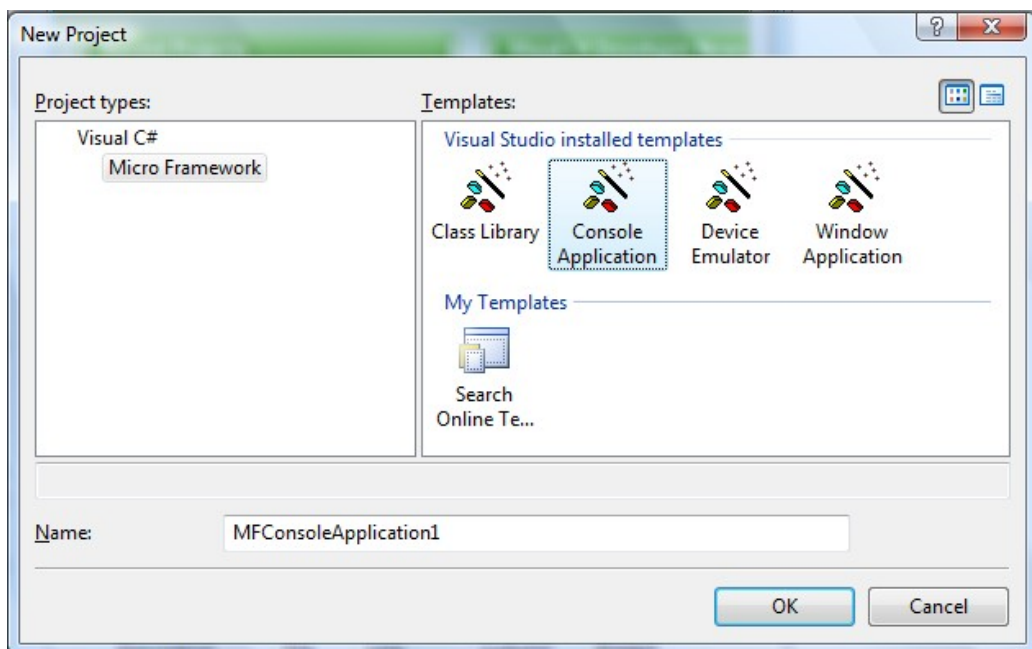 New Project
Project types:
Templates:
Visual C#
Micro Framework
Visual Studio installed templates
Class Library
Console
Application
Device
Emulator
Window
Application
My Templates
Search
Online Te...
Name:
MFConsoleApplication1
OK
Cancel